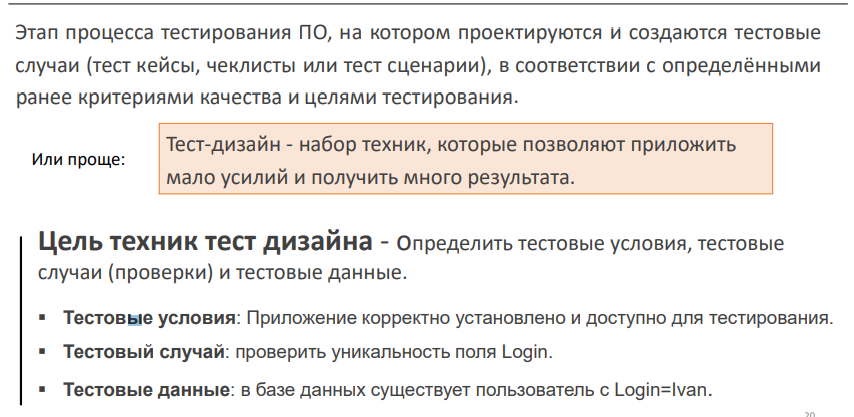 Этап процесса тестирования ПО, на котором проектируются и создаются тестовые
случаи (тест кейсы, чеклисты или тест сценарии), в соответствии с определёнными
ранее критериями качества и целями тестирования.
Или проще:
Тест-дизайн - набор техник, которые позволяют приложить
мало усилий и получить много результата.
Цель техник тест дизайна - Определить тестовые условия, тестовые
случаи (проверки) и тестовые данные.
▪ Тестовые условия: Приложение корректно установлено и доступно для тестирования.
▪ Тестовый случай: проверить уникальность поля Login.
▪ Тестовые данные: в базе данных существует пользователь с Login=Ivan.
20